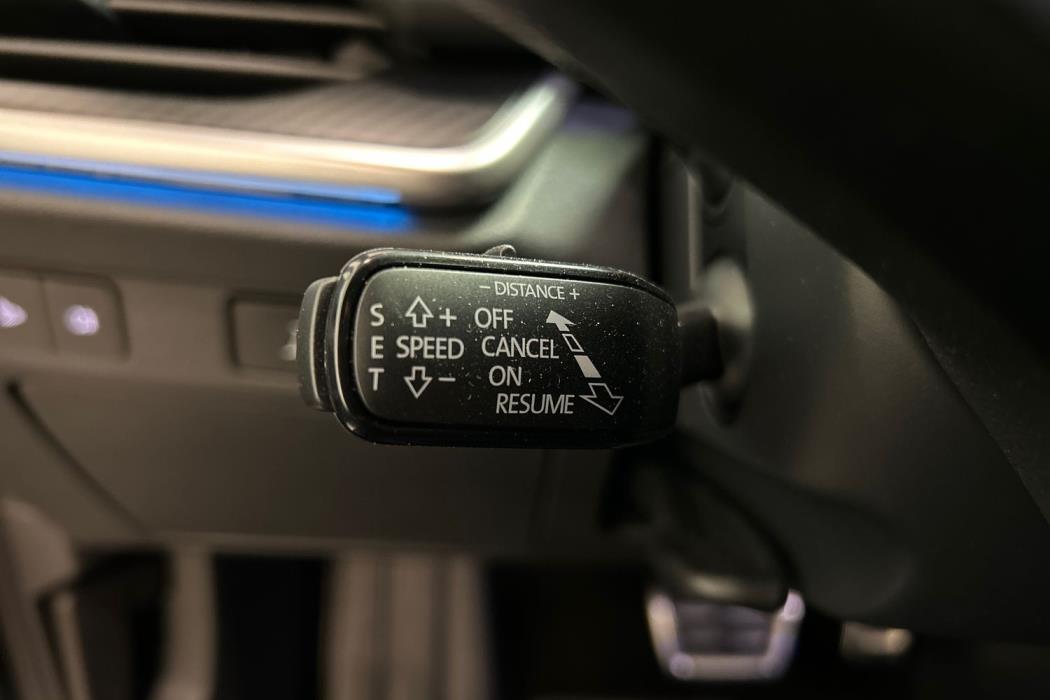 - DISTANCE +
S + OFF
E SPEED CANCEL
T - ON
RESUME